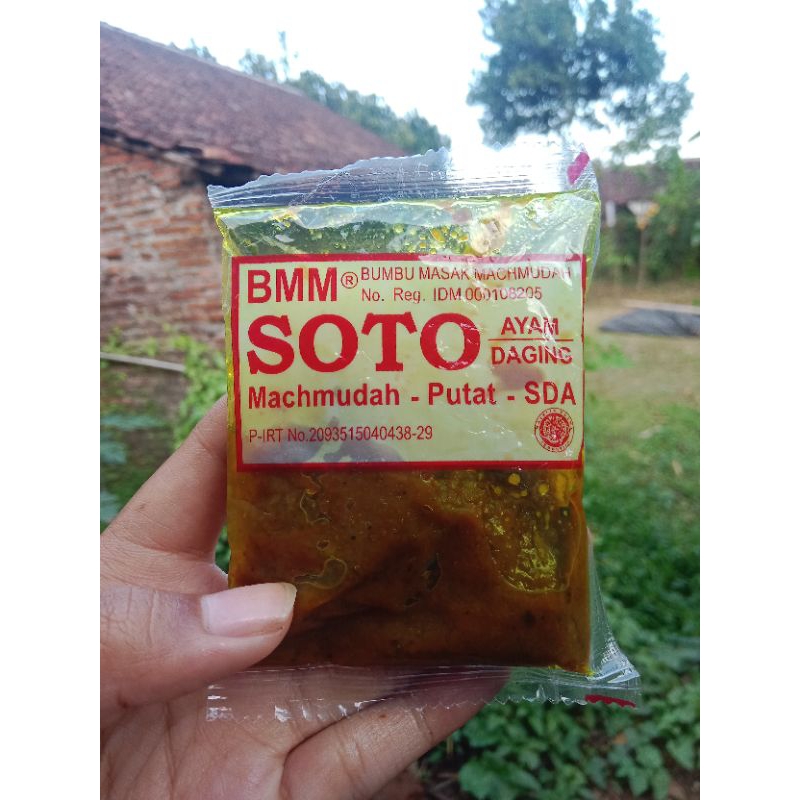 BMM® BUMBU MASAK MACHMUDAH
No. Reg. IDM 000108205
SOTO AYAM
DAGING
Machmudah - Putat - SDA
P-IRT No.2093515040438-29